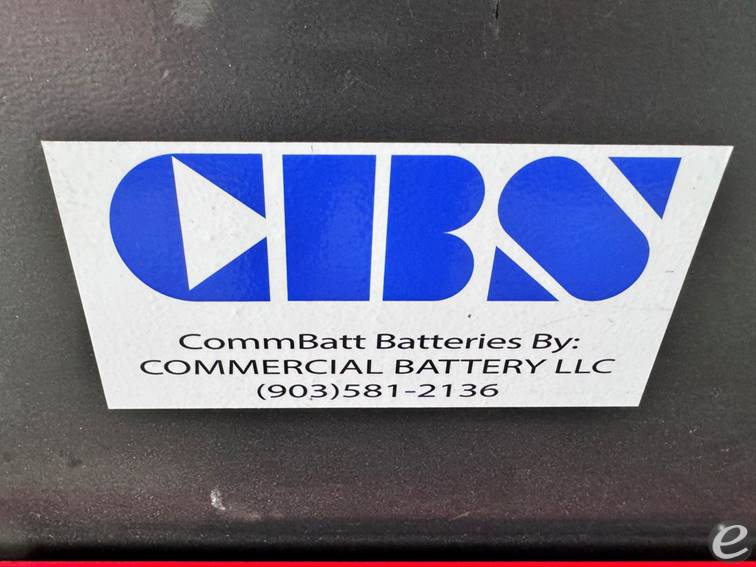 CBS
CommBatt Batteries By:
COMMERCIAL BATTERY LLC
(903)581-2136
e